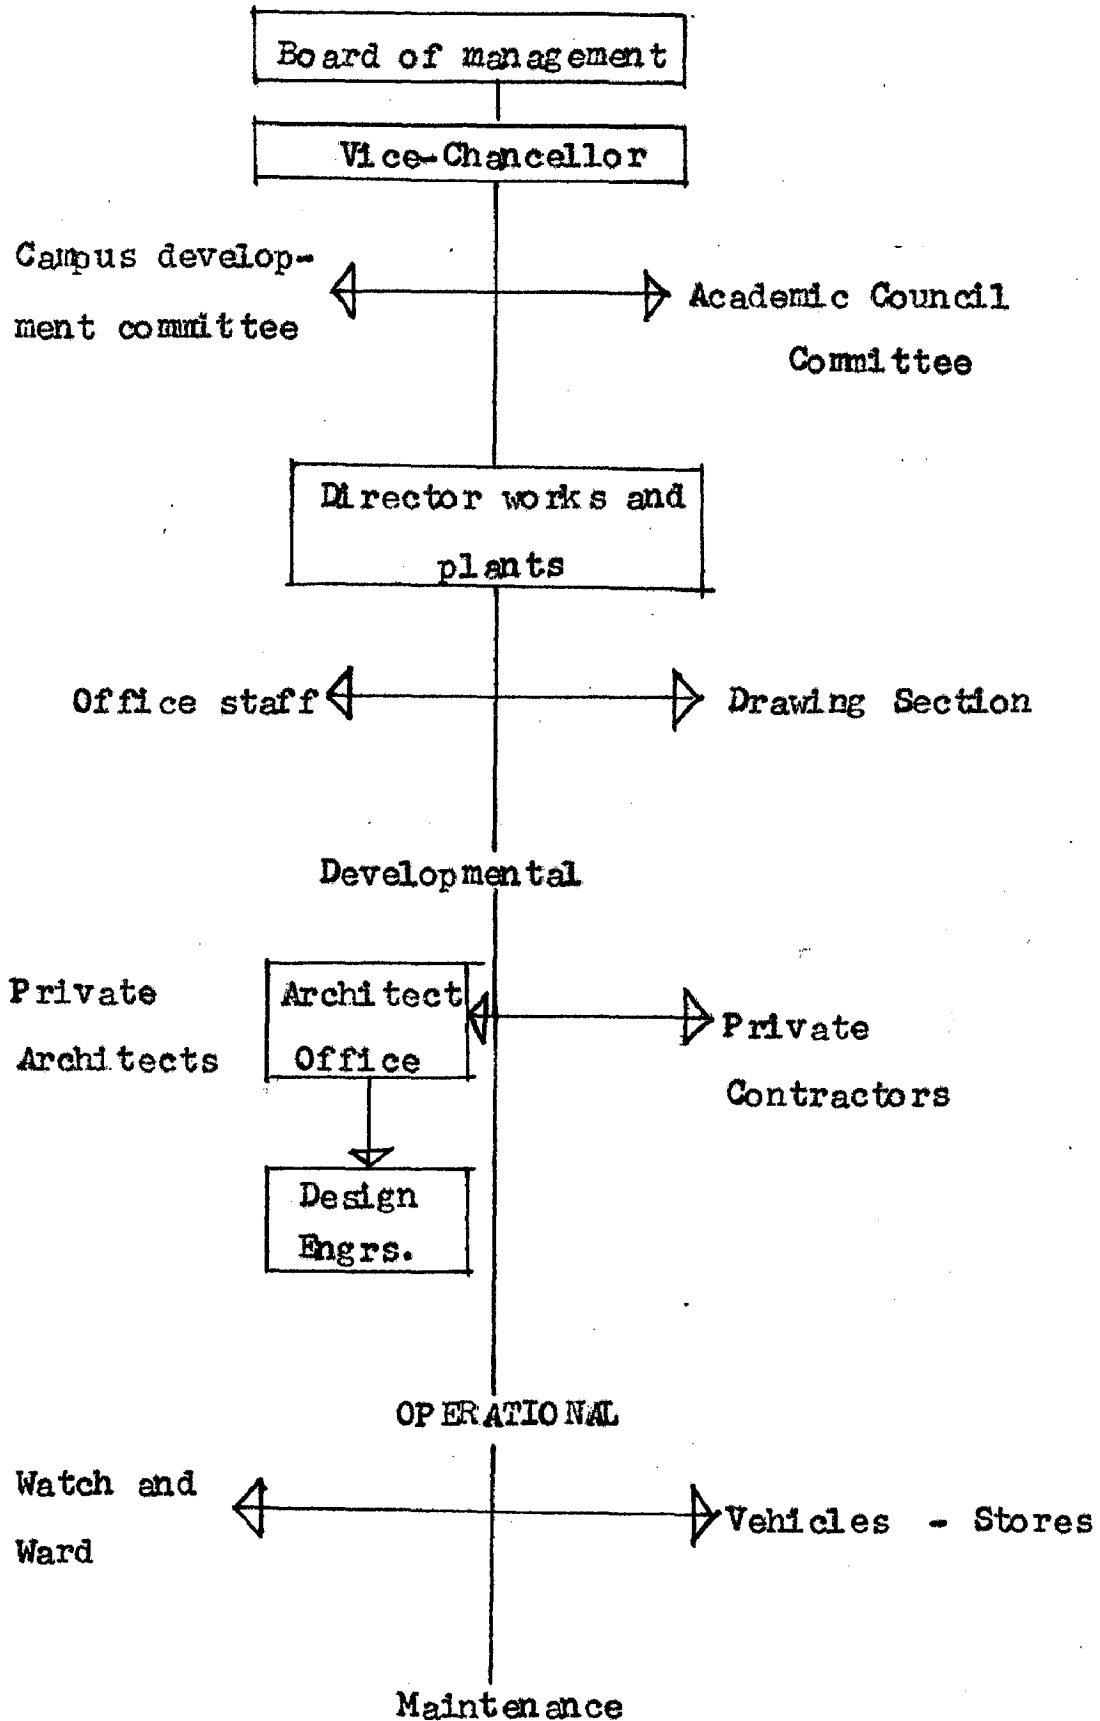 Board of management
Vice-Chancellor
Campus develop-
ment committee
Academic Council
Committee
Director works and
plants
Office staff
Drawing Section
Developmental
Private
Architects
Architect
Office
Private
Contractors
Design
Engrs.
OPERATIONAL
Watch and
Ward
Vehicles - Stores
Maintenance